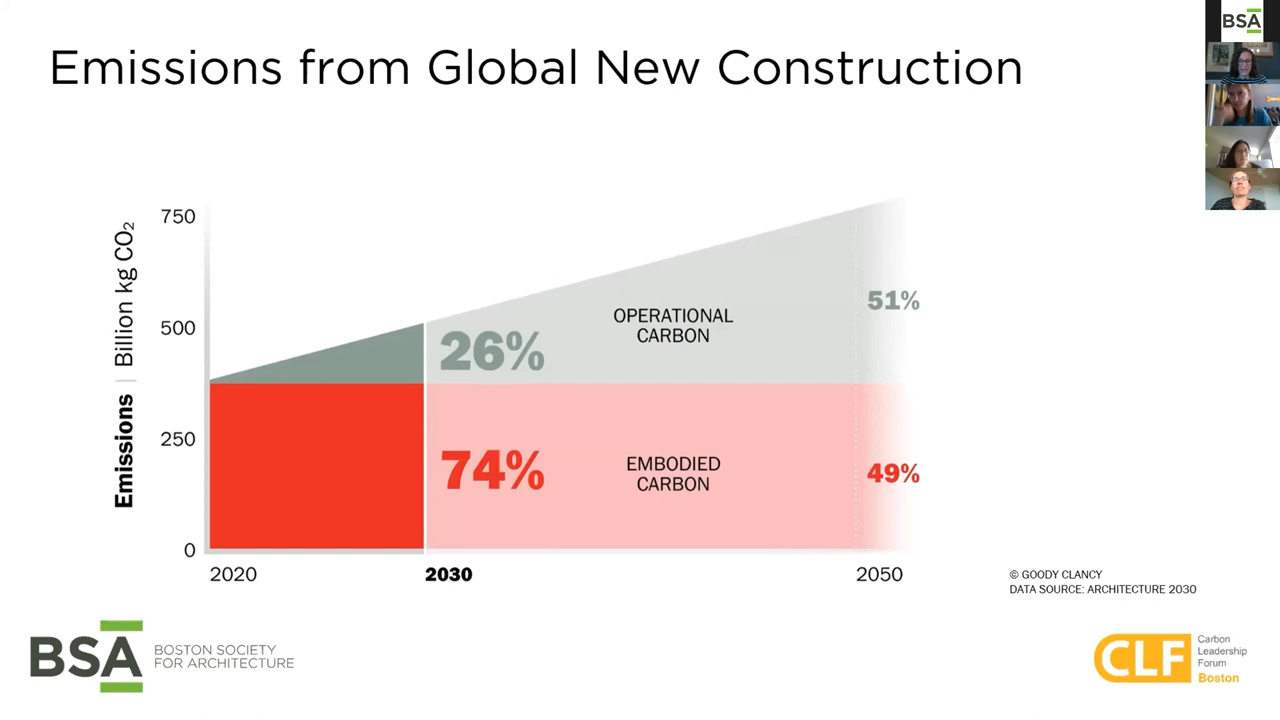 Emissions from Global New Construction
BSA
Emissions | Billion kg CO₂
750
500
250
0
OPERATIONAL
CARBON
26%
51%
EMBODIED
CARBON
74%
49%
2020
2030
2050
© GOODY CLANCY
DATA SOURCE: ARCHITECTURE 2030
BSA
BOSTON SOCIETY
FOR ARCHITECTURE
CLF
Carbon
Leadership
Forum
Boston